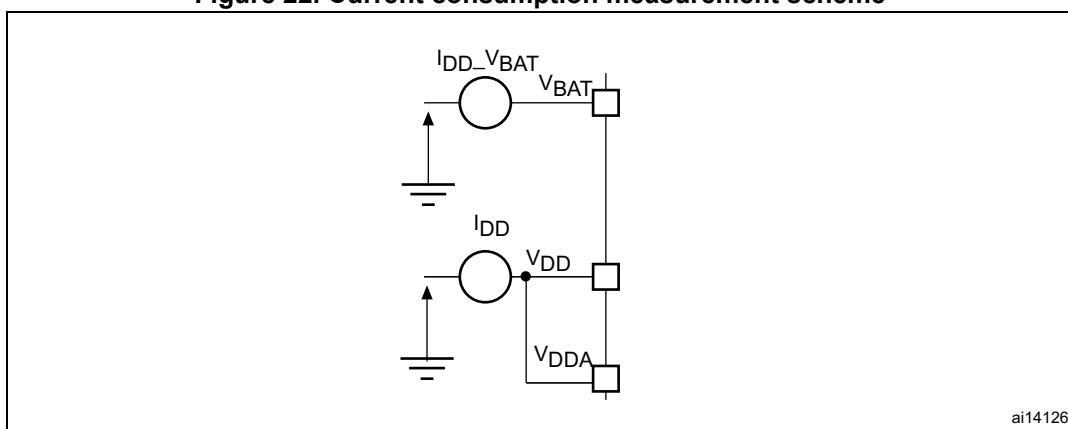 Figure 22. Current consumption measurement scheme
IDD_VBAT
VBAT
IDD
VDD
VDDA
ai14126